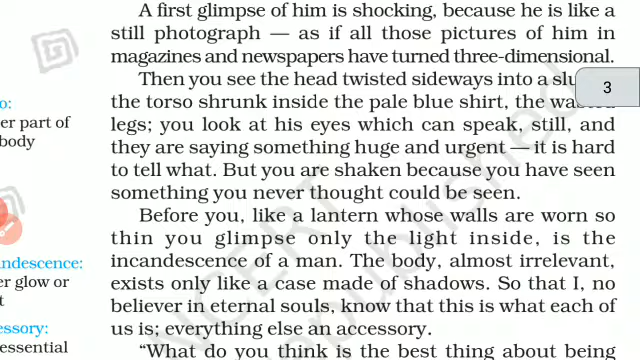 A first glimpse of him is shocking, because he is like a
still photograph — as if all those pictures of him in
magazines and newspapers have turned three-dimensional.
Then you see the head twisted sideways into a
the torso shrunk inside the pale blue shirt, the
legs; you look at his eyes which can speak, still, and
they are saying something huge and urgent — it is hard
to tell what. But you are shaken because you have seen
something you never thought could be seen.
Before you, like a lantern whose walls are worn so
thin you glimpse only the light inside, is the
incandescence of a man. The body, almost irrelevant,
exists only like a case made of shadows. So that I, no
believer in eternal souls, know that this is what each of
us is; everything else an accessory.
“What do you think is the best thing about being
3
o:
er part of
body
ndescence:
er glow or
t
essory:
essential
NCERT
republished